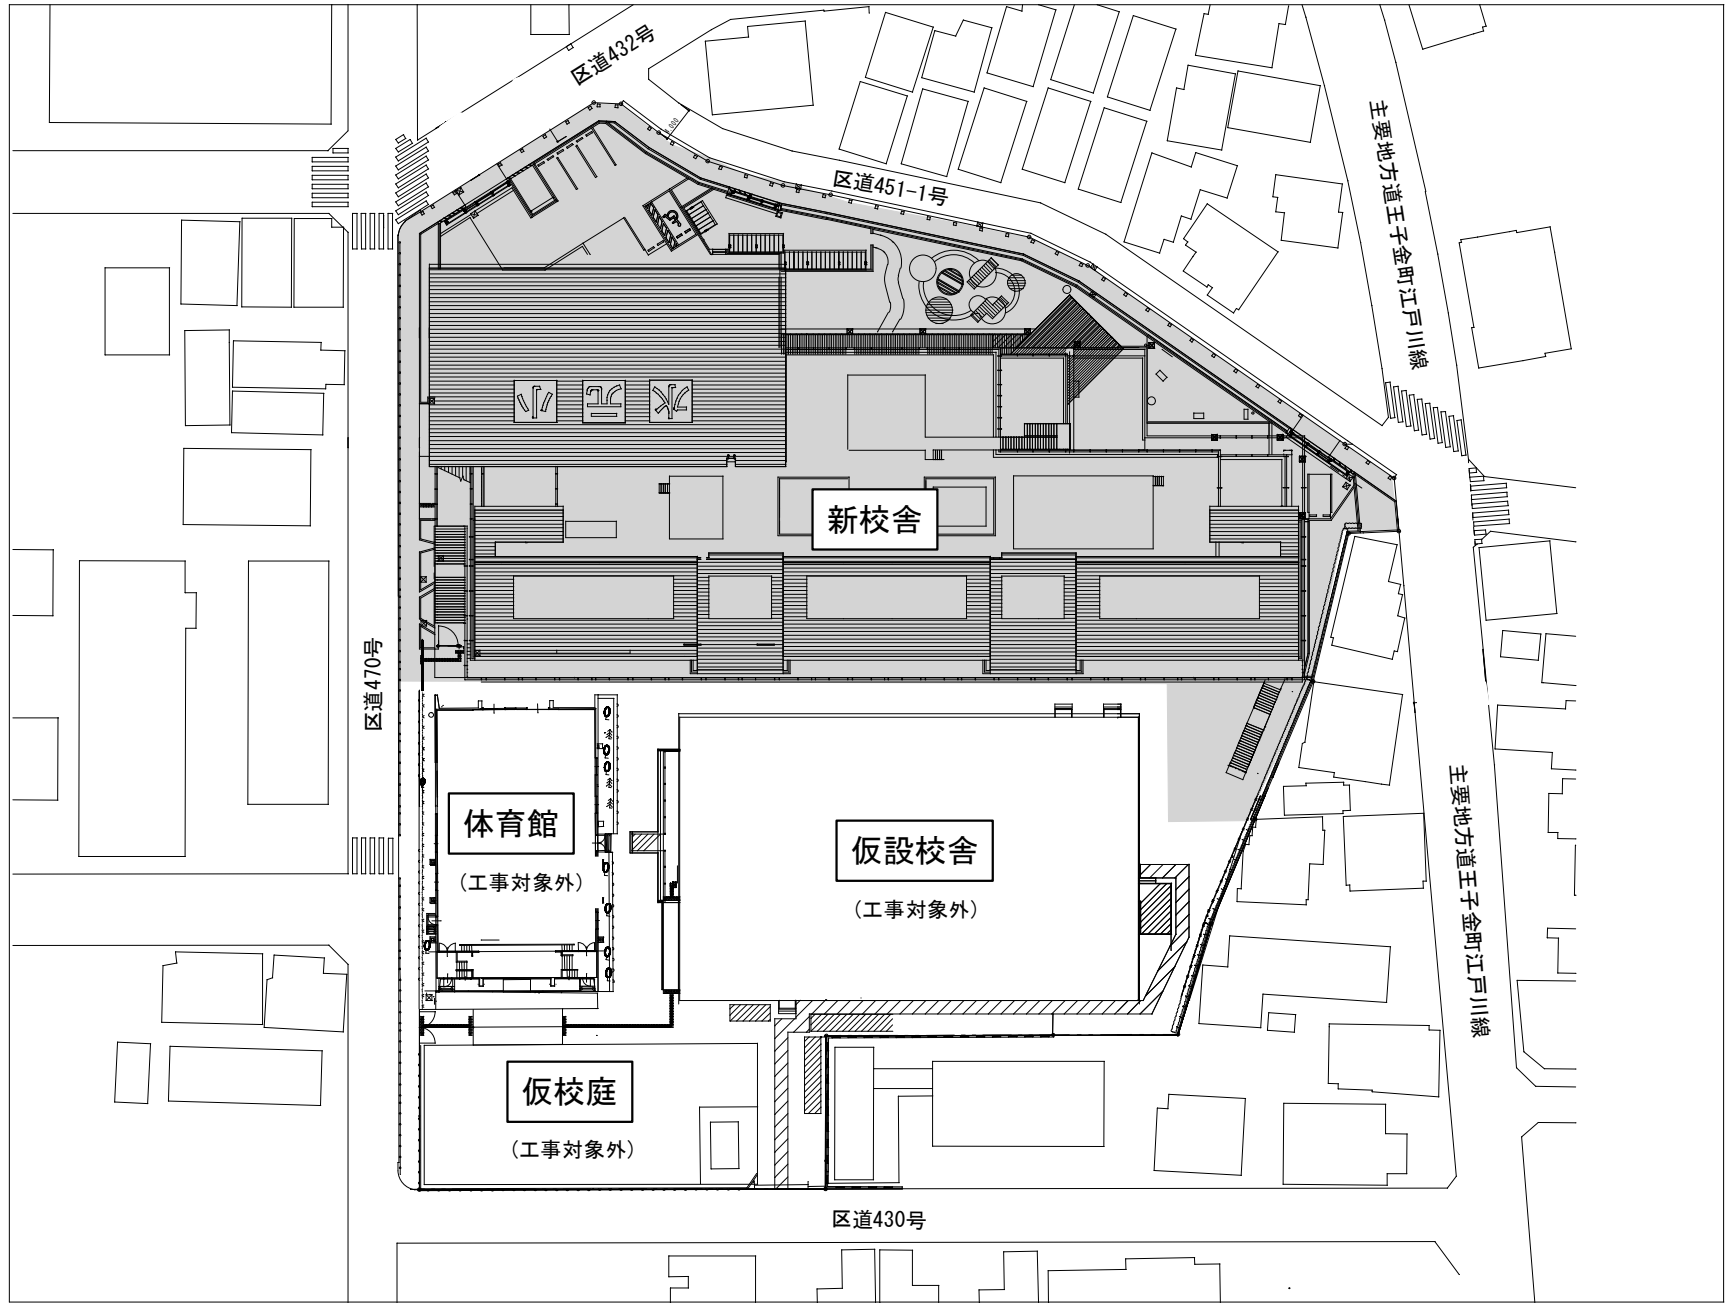 区道432号
区道451-1号
主要地方道王子金町江戸川線
新校舎
区道470号
体育館
(工事対象外)
仮設校舎
(工事対象外)
主要地方道王子金町江戸川線
仮校庭
(工事対象外)
区道430号